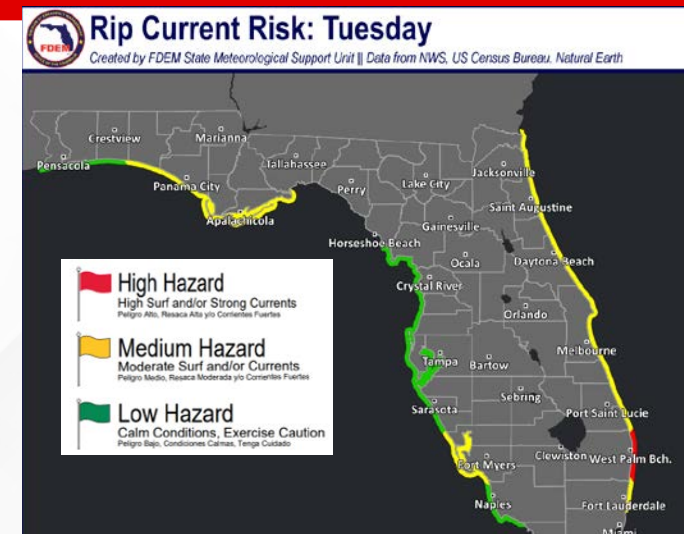 FDEM
Rip Current Risk: Tuesday
Created by FDEM State Meteorological Support Unit || Data from NWS, US Census Bureau. Natural Earth
Crestview
Marianna
Pensacola
Tallahassee
Jacksonville
Panama City
Perry
Lake City
Saint Augustine
Apalachicola
Gainesville
Horseshoe Beach
Ocala
Daytona Beach
Crystal River
Orlando
High Hazard
High Surf and/or Strong Currents
Peligro Alto, Resaca Alta y/o Corrientes Fuertes
Medium Hazard
Moderate Surf and/or Currents
Peligro Medio, Resaca Moderada y/o Corrientes Fuertes
Low Hazard
Calm Conditions, Exercise Caution
Peligro Bajo, Condiciones Calmas, Tenga Cuidado
Melbourne
Tampa
Bartow
Sebring
Sarasota
Port Saint Lucie
Fort Myers
Clewiston
West Palm Bch.
Naples
Fort Lauderdale
Miami